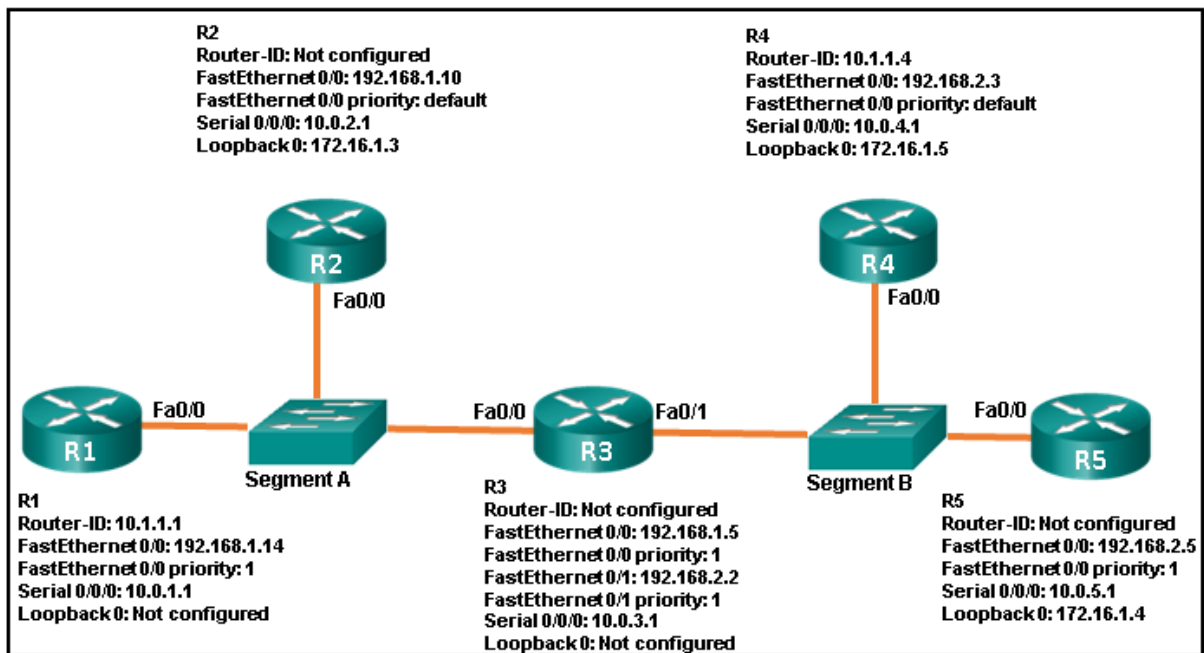 R2
Router-ID: Not configured
FastEthernet 0/0: 192.168.1.10
FastEthernet 0/0 priority: default
Serial 0/0/0: 10.0.2.1
Loopback 0: 172.16.1.3
R4
Router-ID: 10.1.1.4
FastEthernet 0/0: 192.168.2.3
FastEthernet 0/0 priority: default
Serial 0/0/0: 10.0.4.1
Loopback 0: 172.16.1.5
R2
Fa0/0
R4
Fa0/0
R1
Fa0/0
Segment A
Fa0/0
R3
Fa0/1
Segment B
Fa0/0
R5
R1
Router-ID: 10.1.1.1
FastEthernet 0/0: 192.168.1.14
FastEthernet 0/0 priority: 1
Serial 0/0/0: 10.0.1.1
Loopback 0: Not configured
R3
Router-ID: Not configured
FastEthernet 0/0: 192.168.1.5
FastEthernet 0/0 priority: 1
FastEthernet 0/1: 192.168.2.2
FastEthernet 0/1 priority: 1
Serial 0/0/0: 10.0.3.1
Loopback 0: Not configured
R5
Router-ID: Not configured
FastEthernet 0/0: 192.168.2.5
FastEthernet 0/0 priority: 1
Serial 0/0/0: 10.0.5.1
Loopback 0: 172.16.1.4